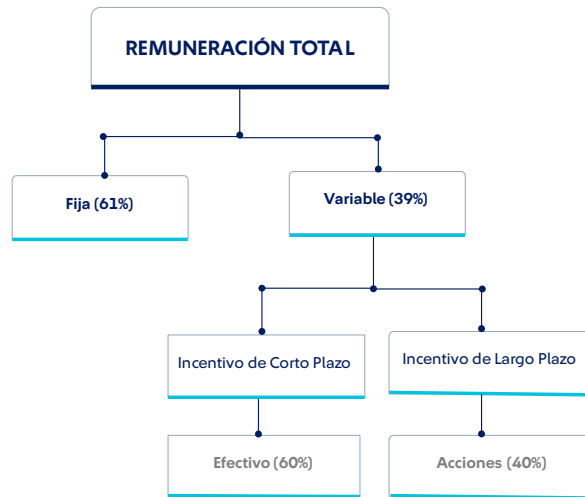 REMUNERACIÓN TOTAL
Fija (61%)
Variable (39%)
Incentivo de Corto Plazo
Incentivo de Largo Plazo
Efectivo (60%)
Acciones (40%)